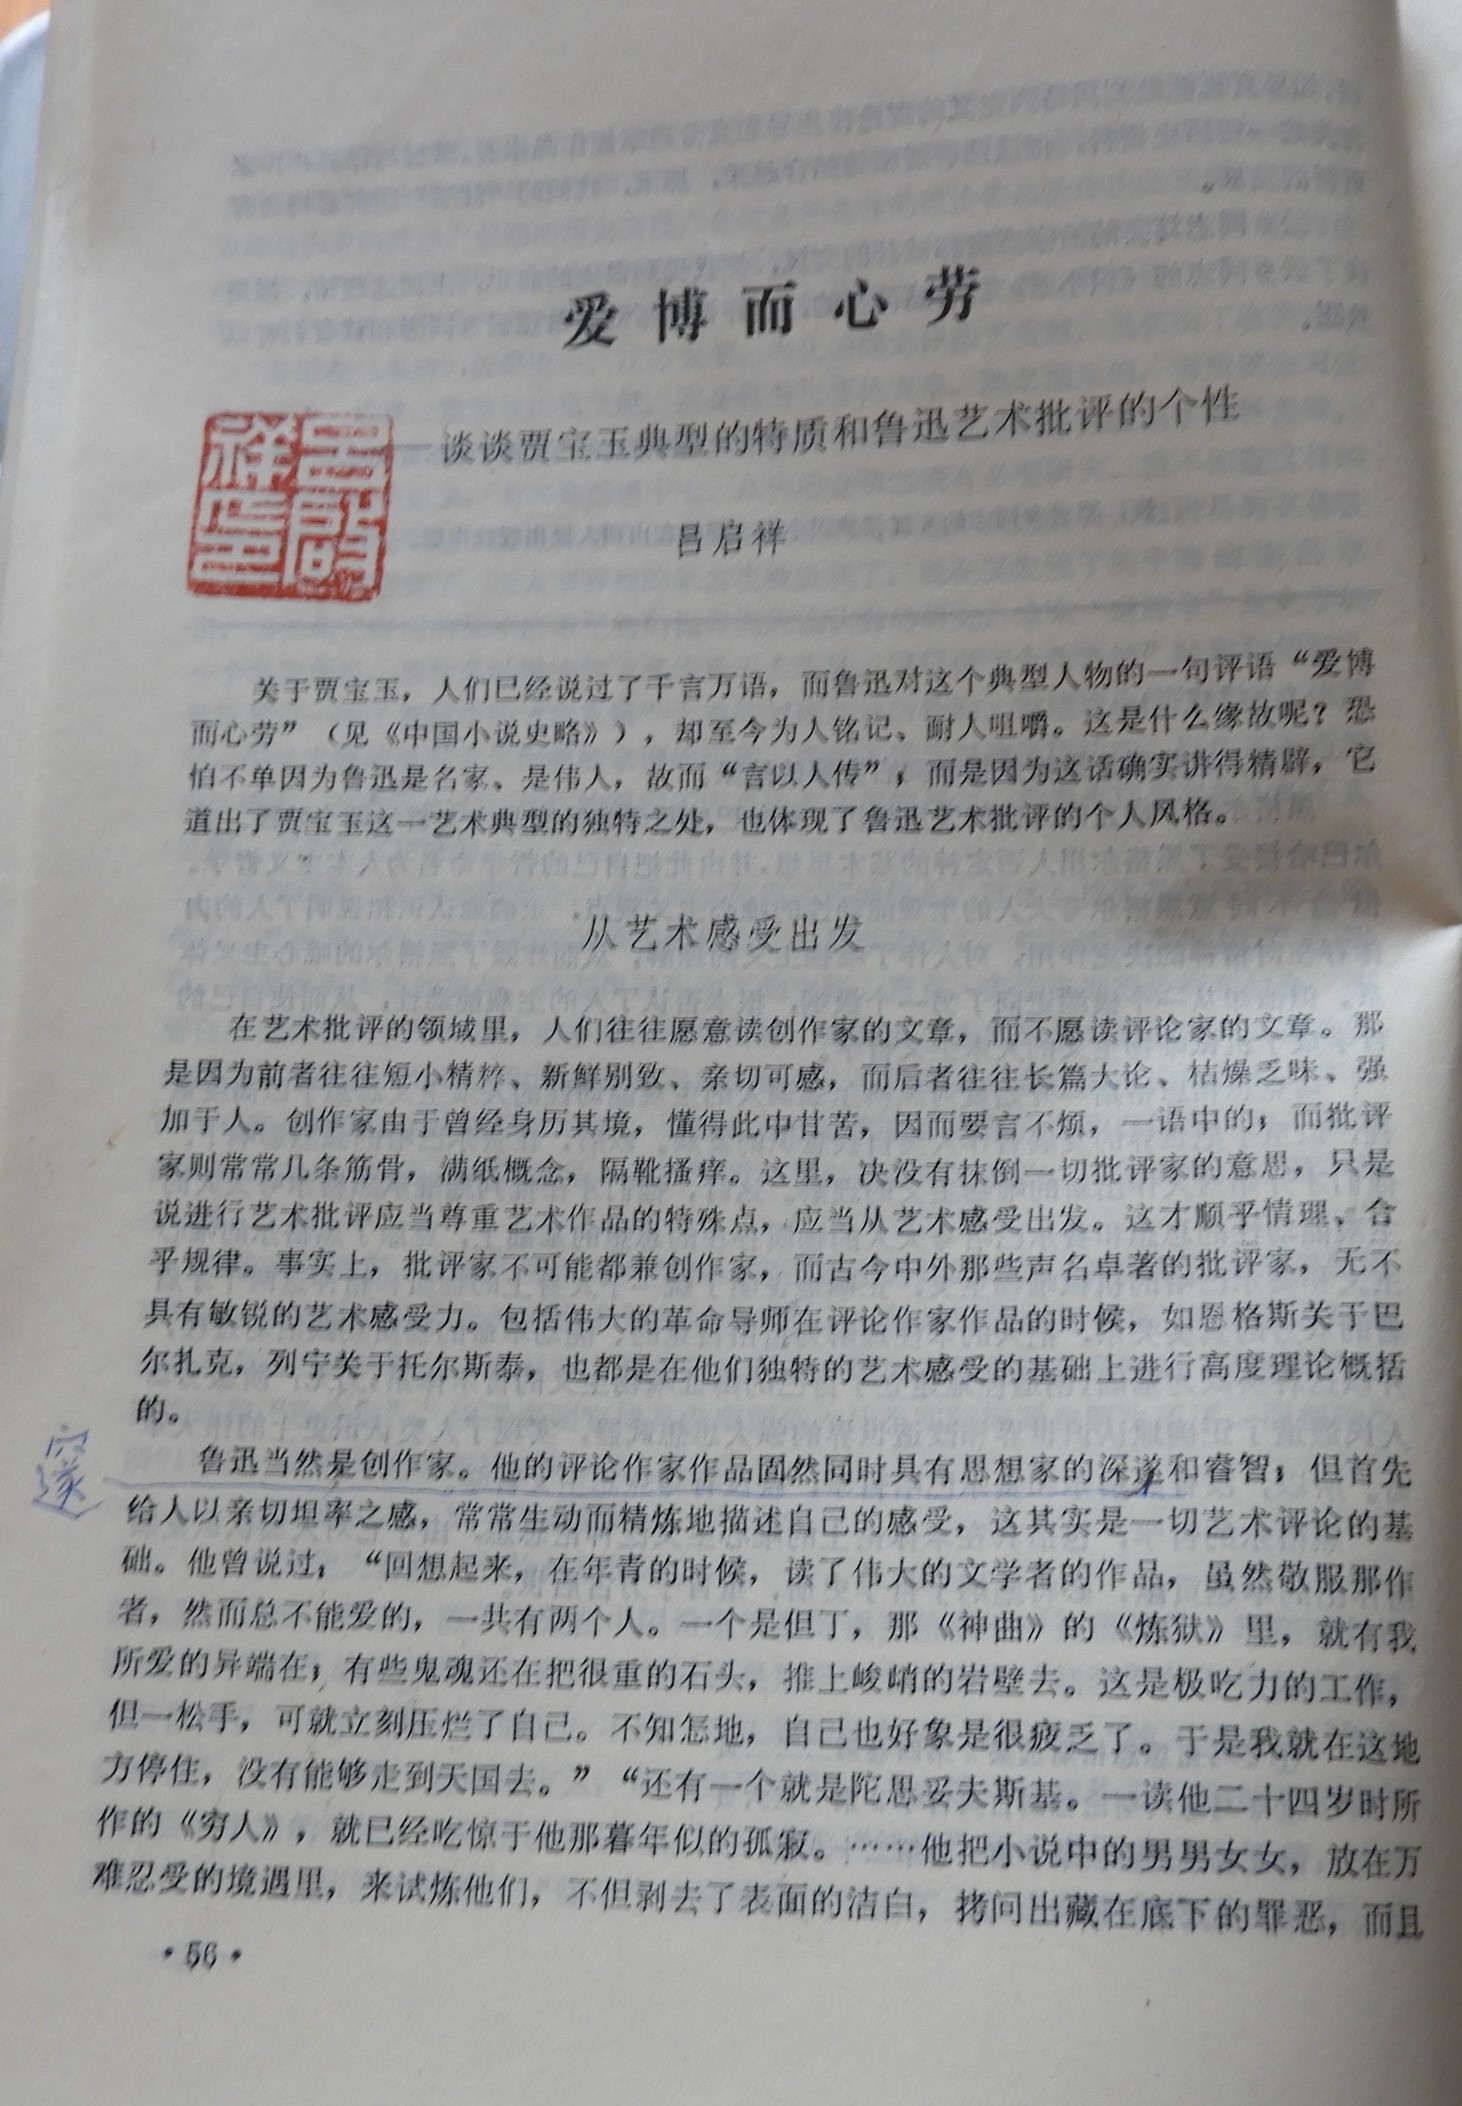 爱博而心劳
——谈谈贾宝玉典型的特质和鲁迅艺术批评的个性
吕启祥印
吕启祥
关于贾宝玉，人们已经说过了千言万语，而鲁迅对这个典型人物的一句评语“爱博
而心劳”（见《中国小说史略》），却至今为人铭记、耐人咀嚼。这是什么缘故呢？恐
怕不单因为鲁迅是名家、是伟人，故而“言以人传”；而是因为这话确实讲得精辟，它
道出了贾宝玉这一艺术典型的独特之处，也体现了鲁迅艺术批评的个人风格。
从艺术感受出发
在艺术批评的领域里，人们往往愿意读创作家的文章，而不愿读评论家的文章。那
是因为前者往往短小精粹、新鲜别致、亲切可感，而后者往往长篇大论、枯燥乏味、强
加于人。创作家由于曾经身历其境，懂得此中甘苦，因而要言不烦，一语中的；而批评
家则常常几条筋骨，满纸概念，隔靴搔痒。这里，决没有抹倒一切批评家的意思，只是
说进行艺术批评应当尊重艺术作品的特殊点，应当从艺术感受出发。这才顺乎情理、合
乎规律。事实上，批评家不可能都兼创作家，而古今中外那些声名卓著的批评家，无不
具有敏锐的艺术感受力。包括伟大的革命导师在评论作家作品的时候，如恩格斯关于巴
尔扎克，列宁关于托尔斯泰，也都是在他们独特的艺术感受的基础上进行高度理论概括
的。
邃
鲁迅当然是创作家。他的评论作家作品固然同时具有思想家的深遂和睿智；但首先
给人以亲切坦率之感，常常生动而精炼地描述自己的感受，这其实是一切艺术评论的基
础。他曾说过：“回想起来，在年青的时候，读了伟大的文学者的作品，虽然敬服那作
者，然而总不能爱的，一共有两个人。一个是但丁，那《神曲》的《炼狱》里，就有我
所爱的异端在；有些鬼魂还在把很重的石头，推上峻峭的岩壁去。这是极吃力的工作，
但一松手，可就立刻压烂了自己。不知怎地，自己也好象是很疲乏了。于是我就在这地
方停住，没有能够走到天国去。”“还有一个就是陀思妥夫斯基。一读他二十四岁时所
作的《穷人》，就已经吃惊于他那暮年似的孤寂。……他把小说中的男男女女，放在万
难忍受的境遇里，来试炼他们，不但剥去了表面的洁白，拷问出藏在底下的罪恶，而且
·56·